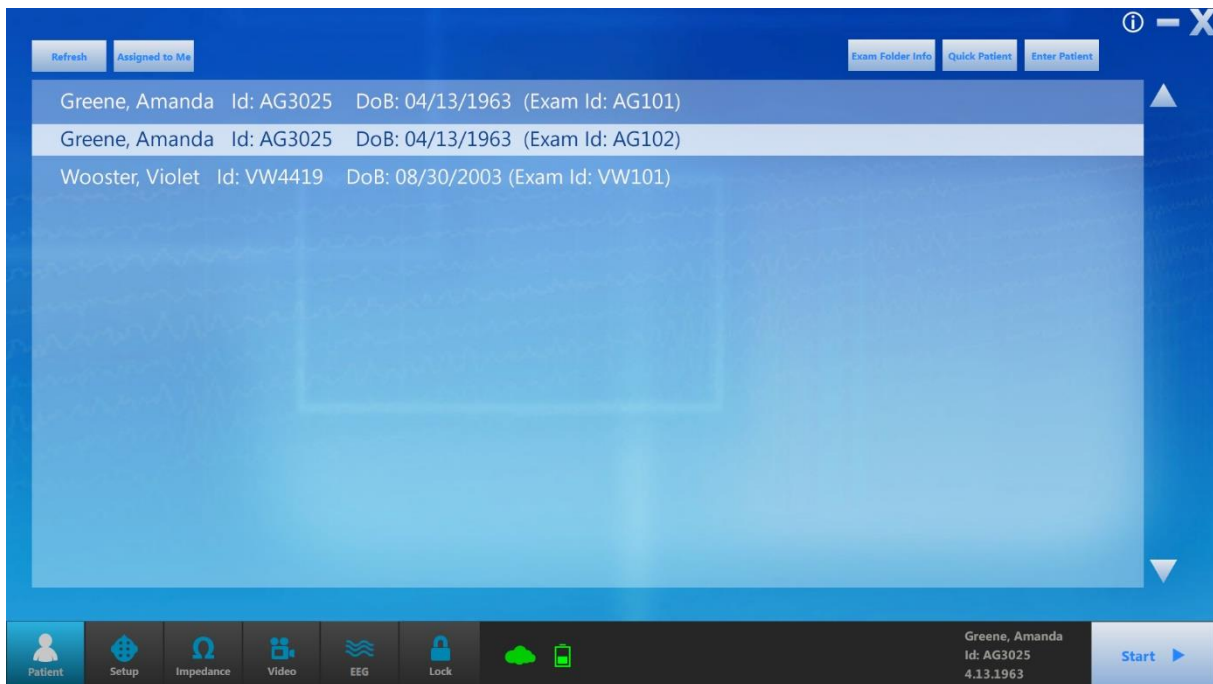 Refresh Assigned to Me Exam Folder Info Quick Patient Enter Patient
Greene, Amanda Id: AG3025 DoB: 04/13/1963 (Exam Id: AG101)
Greene, Amanda Id: AG3025 DoB: 04/13/1963 (Exam Id: AG102)
Wooster, Violet Id: VW4419 DoB: 08/30/2003 (Exam Id: VW101)
Patient Setup Impedance Video EEG Lock
Greene, Amanda
Id: AG3025
4.13.1963
Start